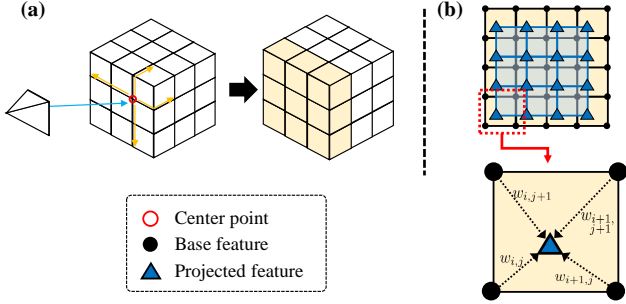 (a)
(b)
w_{i,j+1}
w_{i+1,
j+1}
w_{i,j}
w_{i+1,j}
Center point
Base feature
Projected feature